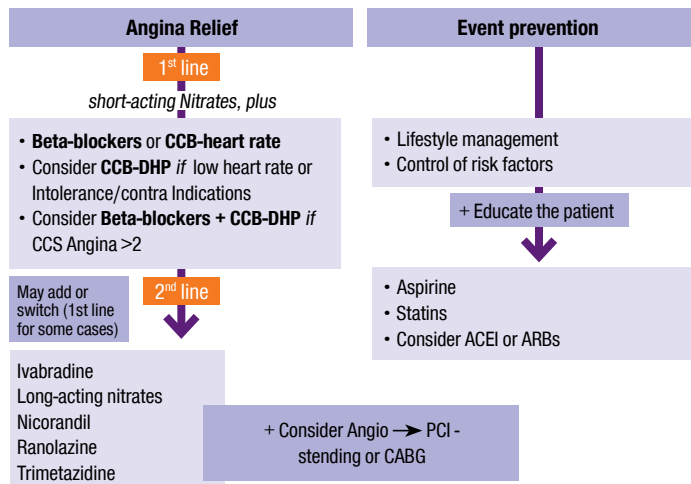 Angina Relief
1st line
short-acting Nitrates, plus
• Beta-blockers or CCB-heart rate
• Consider CCB-DHP if low heart rate or
Intolerance/contra Indications
• Consider Beta-blockers + CCB-DHP if
CCS Angina >2
May add or
switch (1st line
for some cases)
2nd line
Ivabradine
Long-acting nitrates
Nicorandil
Ranolazine
Trimetazidine
+ Consider Angio → PCI -
stending or CABG
Event prevention
• Lifestyle management
• Control of risk factors
+ Educate the patient
• Aspirine
• Statins
• Consider ACEI or ARBs